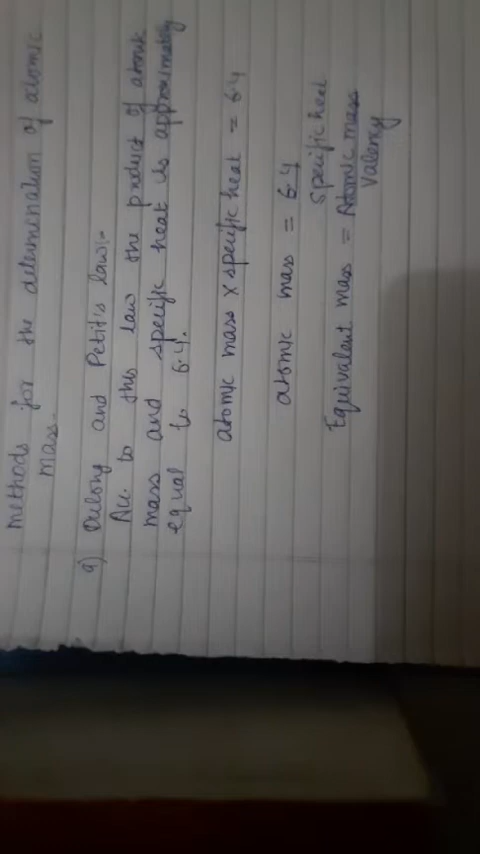 methods for the determination of atomic
mass.
a) Dulong and Petit's law:-
Acc. to this law the product of atomic
mass and specific heat is approximately
equal to 6.4.
atomic mass x specific heat = 6.4
atomic mass = 6.4
specific heat
Equivalent mass = Atomic mass
Valency